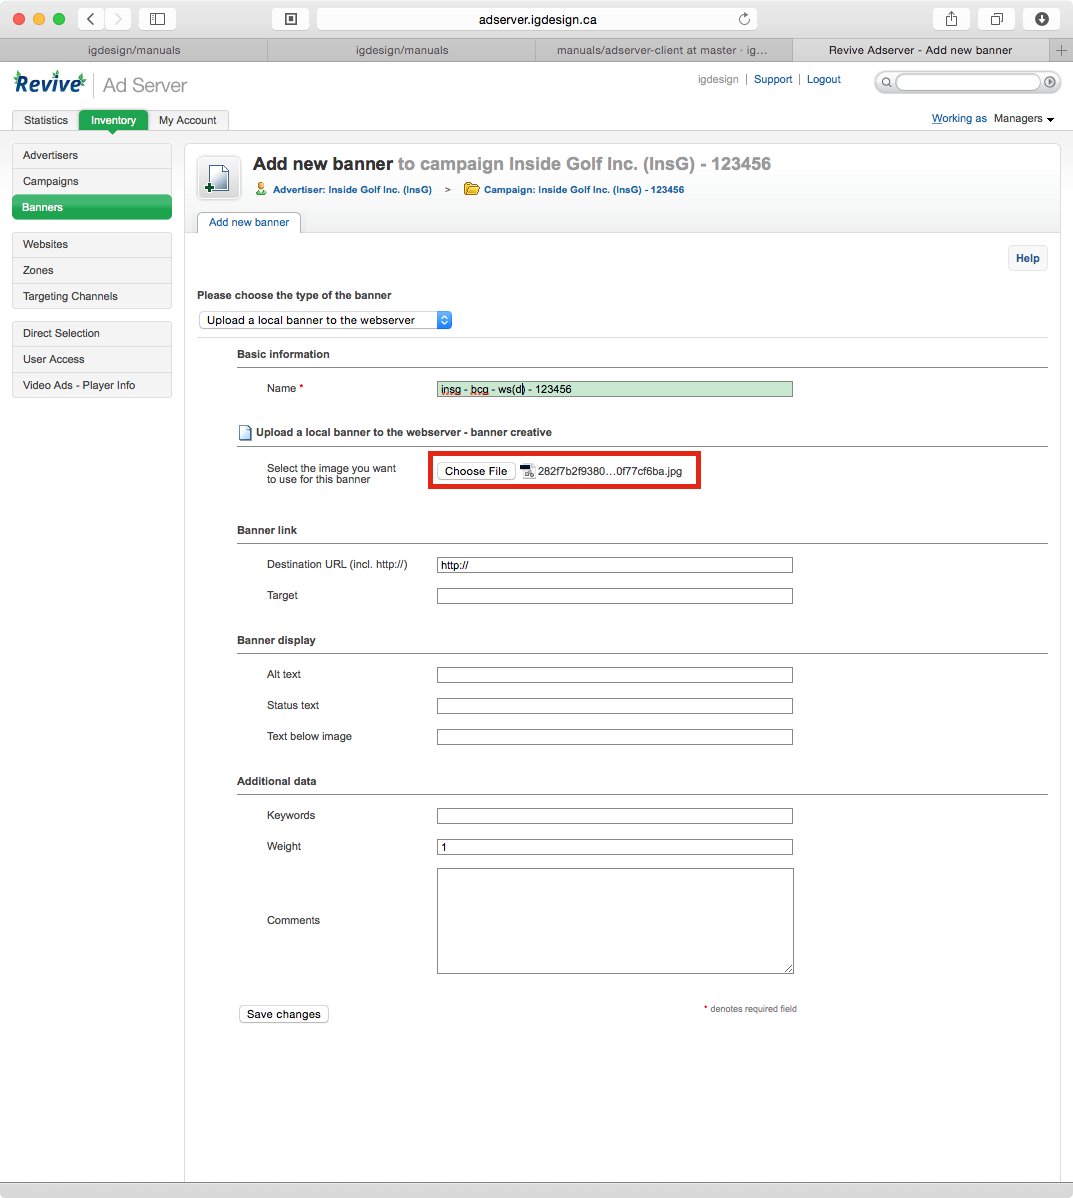 adserver.igdesign.ca
igdesign/manuals
igdesign/manuals
manuals/adserver-client at master · ig...
Revive Adserver - Add new banner
Revive Ad Server
igdesign | Support | Logout
Statistics
Inventory
My Account
Working as Managers
Advertisers
Campaigns
Banners
Websites
Zones
Targeting Channels
Direct Selection
User Access
Video Ads - Player Info
Add new banner to campaign Inside Golf Inc. (InsG) - 123456
Advertiser: Inside Golf Inc. (InsG) > Campaign: Inside Golf Inc. (InsG) - 123456
Add new banner
Help
Please choose the type of the banner
Upload a local banner to the webserver
Basic information
Name * insg - bcg - ws(d) - 123456
Upload a local banner to the webserver - banner creative
Select the image you want
to use for this banner
Choose File 282f7b2f9380...0f77cf6ba.jpg
Banner link
Destination URL (incl. http://) http://
Target
Banner display
Alt text
Status text
Text below image
Additional data
Keywords
Weight 1
Comments
Save changes
* denotes required field